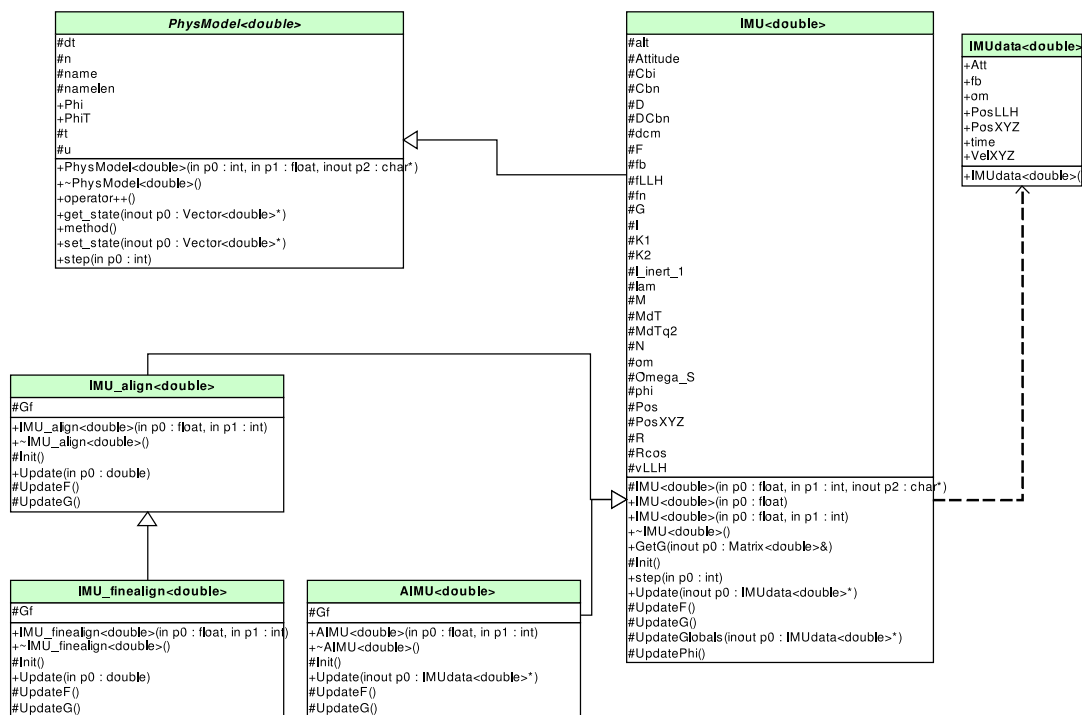 PhysModel<double>
#dt
#n
#name
#namelen
+Phi
+PhiT
#t
#u
+PhysModel<double>(in p0 : int, in p1 : float, inout p2 : char*)
+~PhysModel<double>()
+operator++()
+get_state(inout p0 : Vector<double>*)
+method()
+set_state(inout p0 : Vector<double>*)
+step(in p0 : int)
IMU<double>
#alt
#Attitude
#Cbi
#Cbn
#D
#DCbn
#dcm
#F
#fb
#fLLH
#fn
#G
#I
#K1
#K2
#l_inert_1
#lam
#M
#MdT
#MdTq2
#N
#om
#Omega_S
#phi
#Pos
#PosXYZ
#R
#Rcos
#vLLH
#IMU<double>(in p0 : float, in p1 : int, inout p2 : char*)
+IMU<double>(in p0 : float)
+IMU<double>(in p0 : float, in p1 : int)
+~IMU<double>()
+GetG(inout p0 : Matrix<double>&)
#Init()
+step(in p0 : int)
+Update(inout p0 : IMUdata<double>*)
#UpdateF()
#UpdateG()
#UpdateGlobals(inout p0 : IMUdata<double>*)
#UpdatePhi()
IMUdata<double>
+Att
+fb
+om
+PosLLH
+PosXYZ
+time
+VelXYZ
+IMUdata<double>(
IMU_align<double>
#Gf
+IMU_align<double>(in p0 : float, in p1 : int)
+~IMU_align<double>()
#Init()
+Update(in p0 : double)
#UpdateF()
#UpdateG()
IMU_finealign<double>
#Gf
+IMU_finealign<double>(in p0 : float, in p1 : int)
+~IMU_finealign<double>()
#Init()
+Update(in p0 : double)
#UpdateF()
#UpdateG()
AIMU<double>
#Gf
+AIMU<double>(in p0 : float, in p1 : int)
+~AIMU<double>()
#Init()
+Update(inout p0 : IMUdata<double>*)
#UpdateF()
#UpdateG()